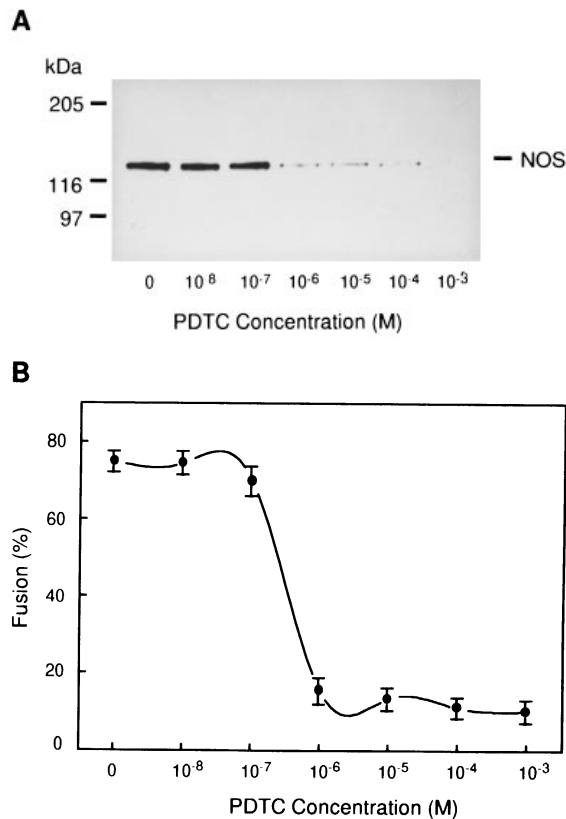 A
kDa
205
116
97
NOS
0 10⁻⁸ 10⁻⁷ 10⁻⁶ 10⁻⁵ 10⁻⁴ 10⁻³
PDTC Concentration (M)
B
Fusion (%)
80
60
40
20
0
0 10⁻⁸ 10⁻⁷ 10⁻⁶ 10⁻⁵ 10⁻⁴ 10⁻³
PDTC Concentration (M)